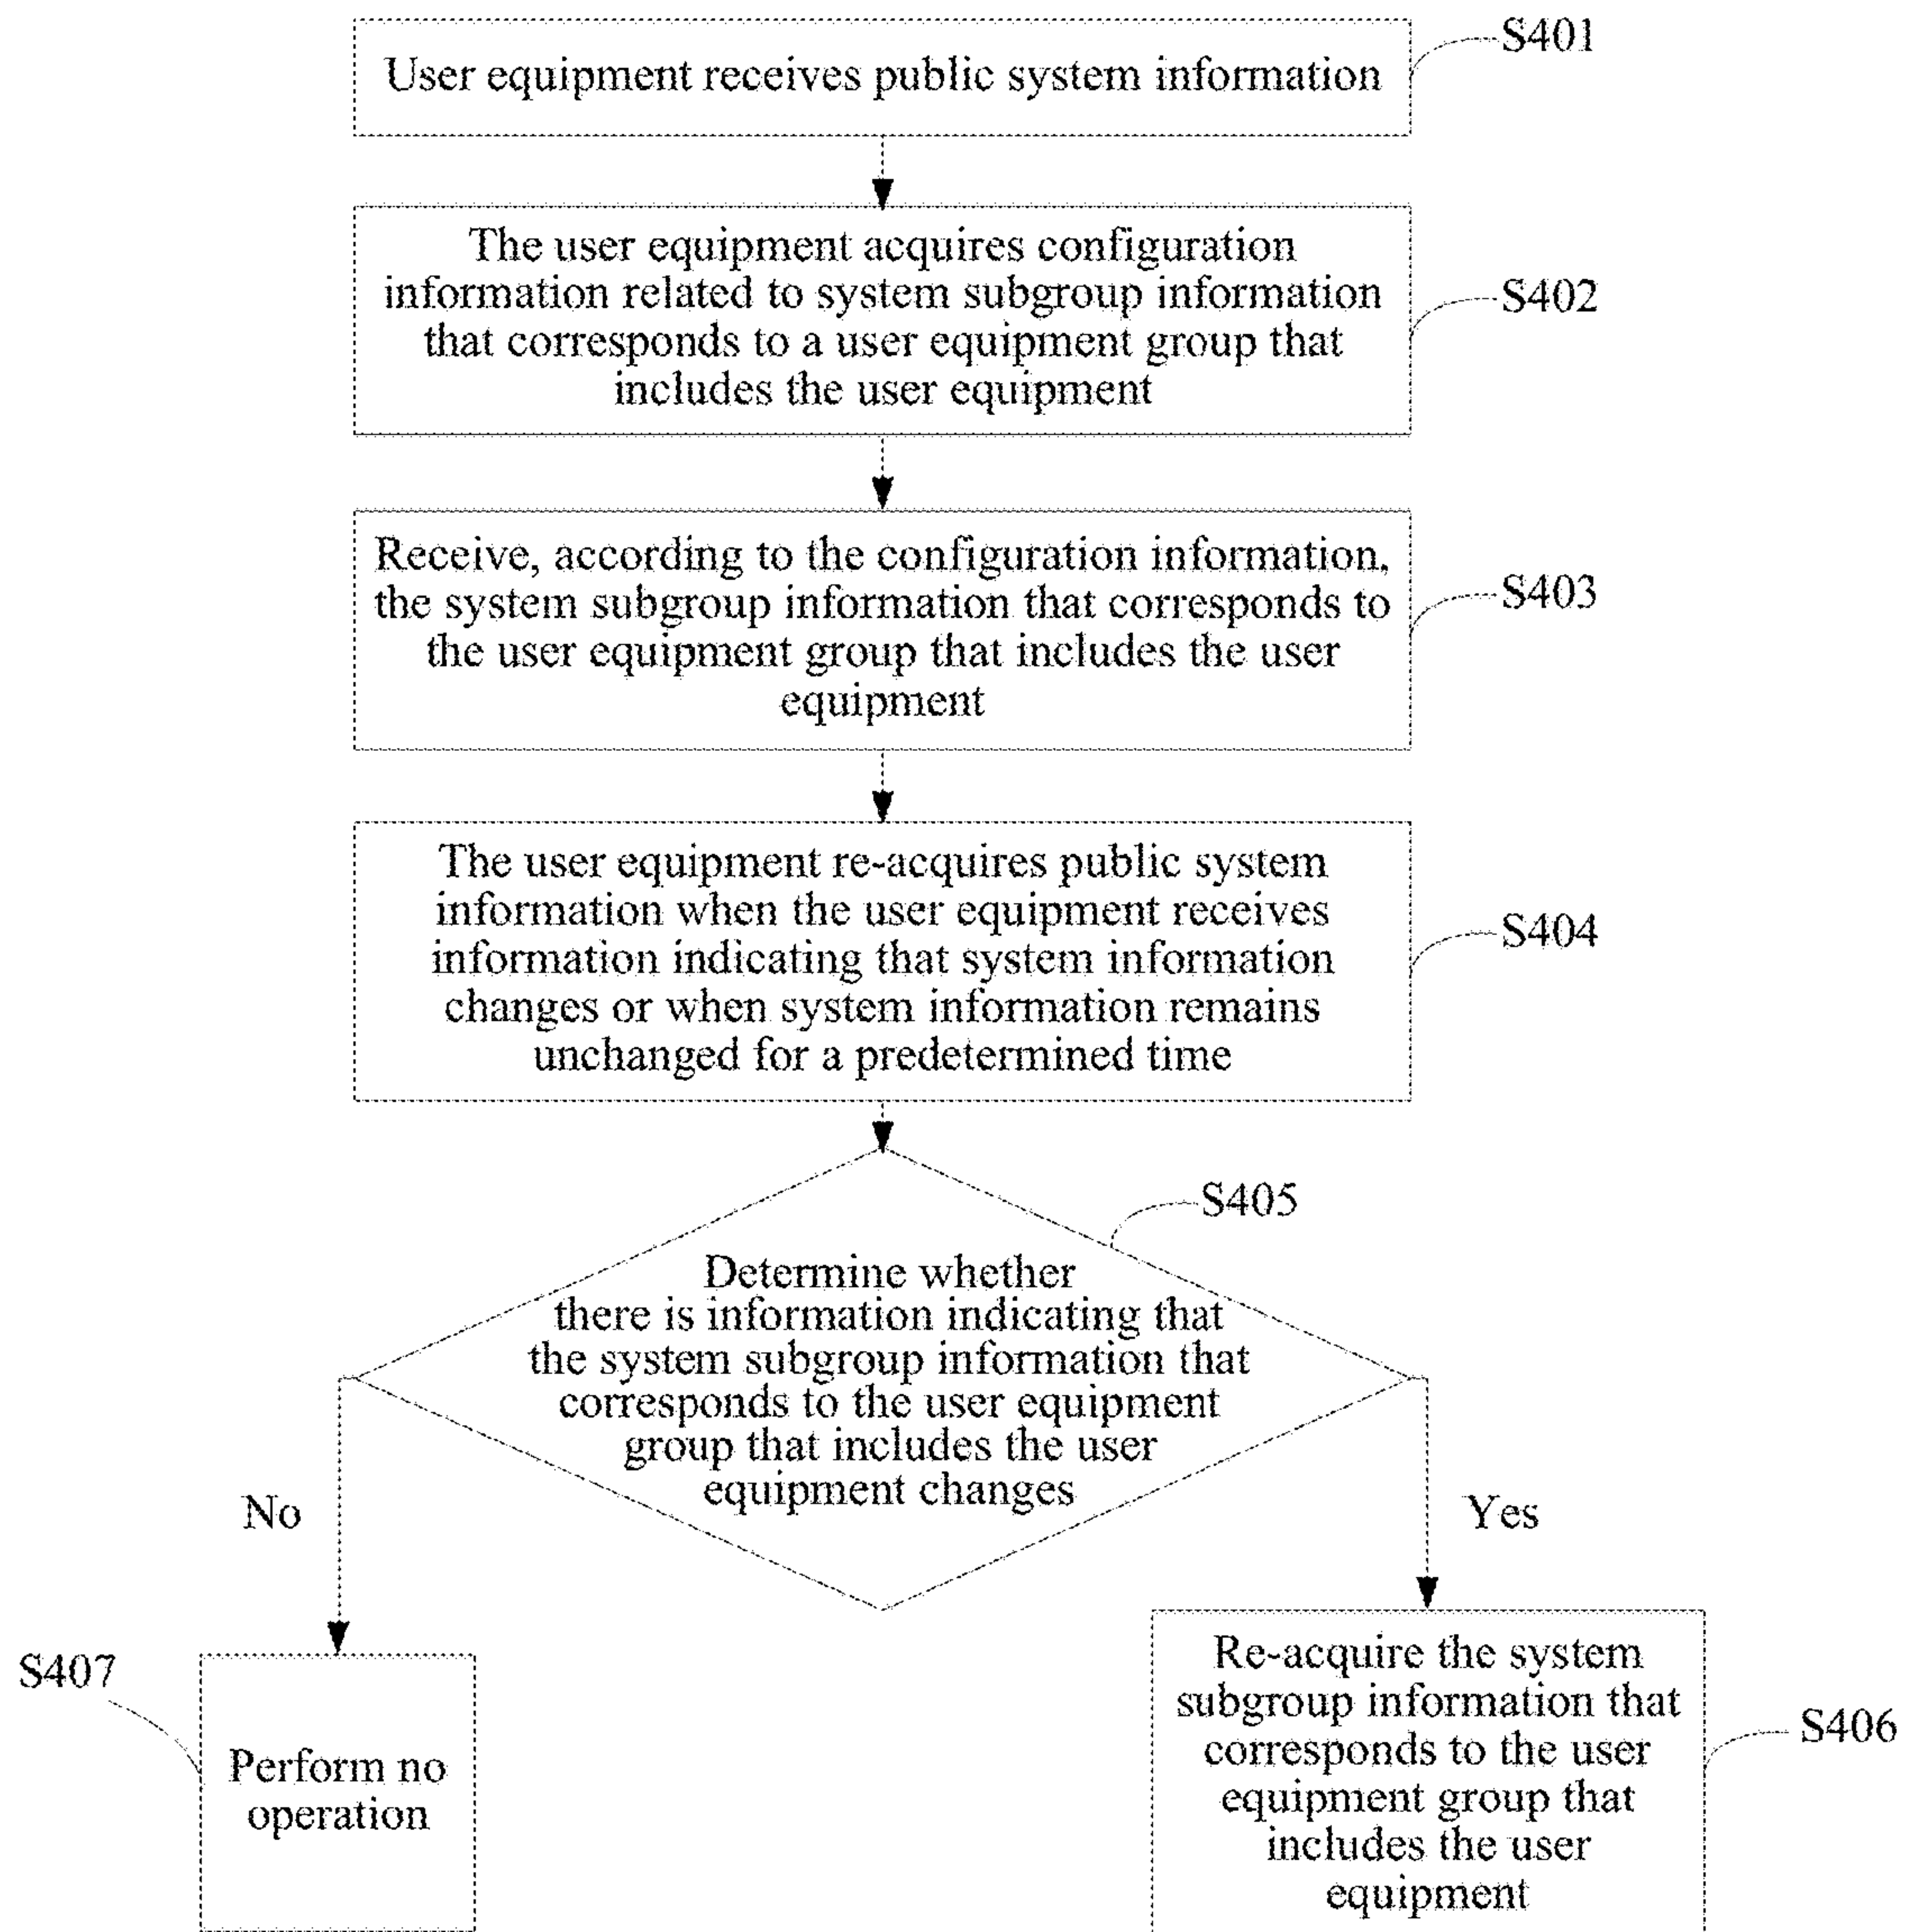 S401
User equipment receives public system information
The user equipment acquires configuration
information related to system subgroup information
that corresponds to a user equipment group that
includes the user equipment
S402
Receive, according to the configuration information,
the system subgroup information that corresponds to
the user equipment group that includes the user
equipment
S403
The user equipment re-acquires public system
information when the user equipment receives
information indicating that system information
changes or when system information remains
unchanged for a predetermined time
S404
S405
Determine whether
there is information indicating that
the system subgroup information that
corresponds to the user equipment
group that includes the user
equipment changes
No
Yes
S407
Perform no
operation
Re-acquire the system
subgroup information that
corresponds to the user
equipment group that
includes the user
equipment
S406